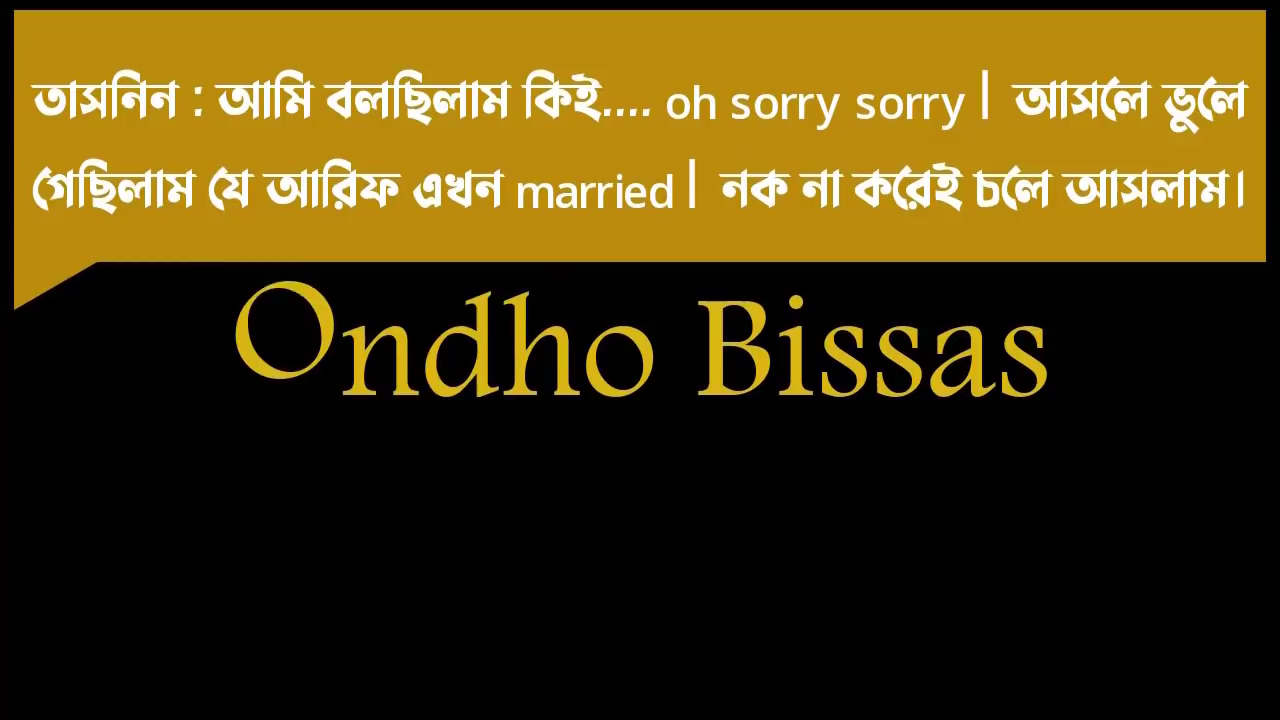 তাসনিন : আমি বলছিলাম কিই.... oh sorry sorry | আসলে ভুলে
গেছিলাম যে আরিফ এখন married | নক না করেই চলে আসলাম।
Ondho Bissas